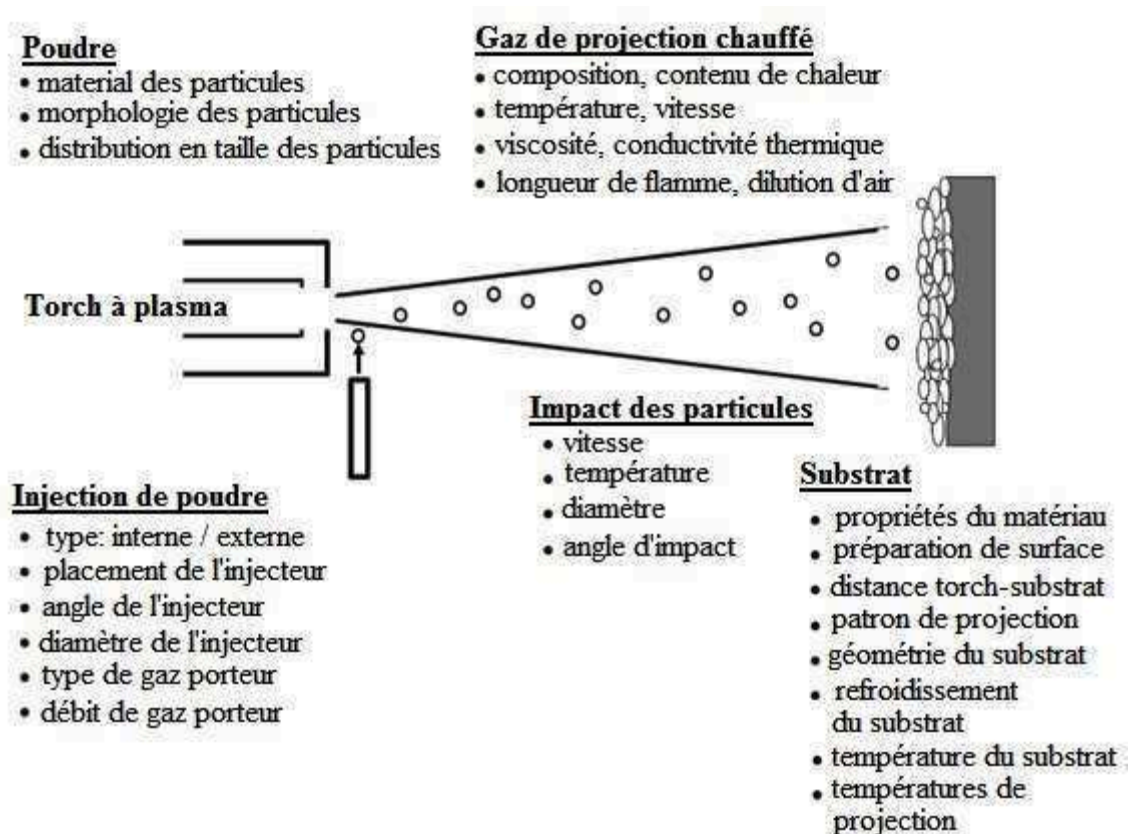 Poudre
• material des particules
• morphologie des particules
• distribution en taille des particules
Gaz de projection chauffé
• composition, contenu de chaleur
• température, vitesse
• viscosité, conductivité thermique
• longueur de flamme, dilution d'air
Torch à plasma
Impact des particules
• vitesse
• température
• diamètre
• angle d'impact
Injection de poudre
• type: interne / externe
• placement de l'injecteur
• angle de l'injecteur
• diamètre de l'injecteur
• type de gaz porteur
• débit de gaz porteur
Substrat
• propriétés du matériau
• préparation de surface
• distance torch-substrat
• patron de projection
• géométrie du substrat
• refroidissement
du substrat
• température du substrat
• températures de
projection